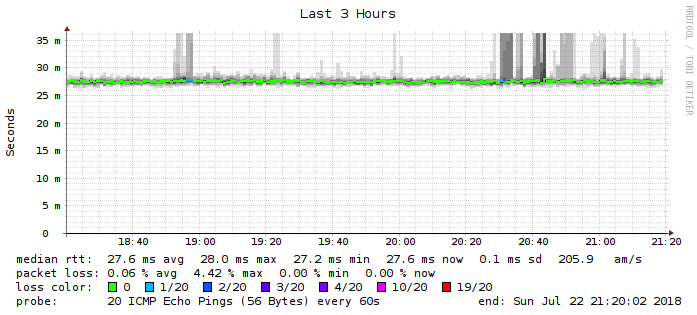 Last 3 Hours
RRDTOOL / TOBI OETIKER
Seconds
35 m
30 m
25 m
20 m
15 m
10 m
5 m
0
18:40 19:00 19:20 19:40 20:00 20:20 20:40 21:00 21:20
median rtt: 27.6 ms avg 28.0 ms max 27.2 ms min 27.6 ms now 0.1 ms sd 205.9 am/s
packet loss: 0.06 % avg 4.42 % max 0.00 % min 0.00 % now
loss color: 0 1/20 2/20 3/20 4/20 10/20 19/20
probe: 20 ICMP Echo Pings (56 Bytes) every 60s end: Sun Jul 22 21:20:02 2018